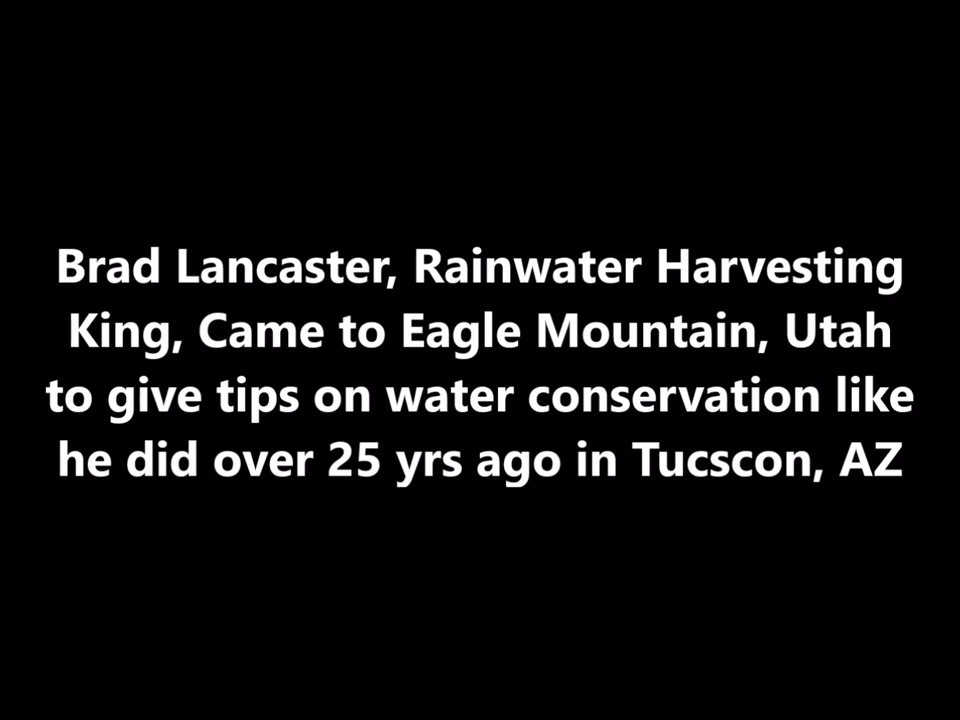 Brad Lancaster, Rainwater Harvesting
King, Came to Eagle Mountain, Utah
to give tips on water conservation like
he did over 25 yrs ago in Tucscon, AZ